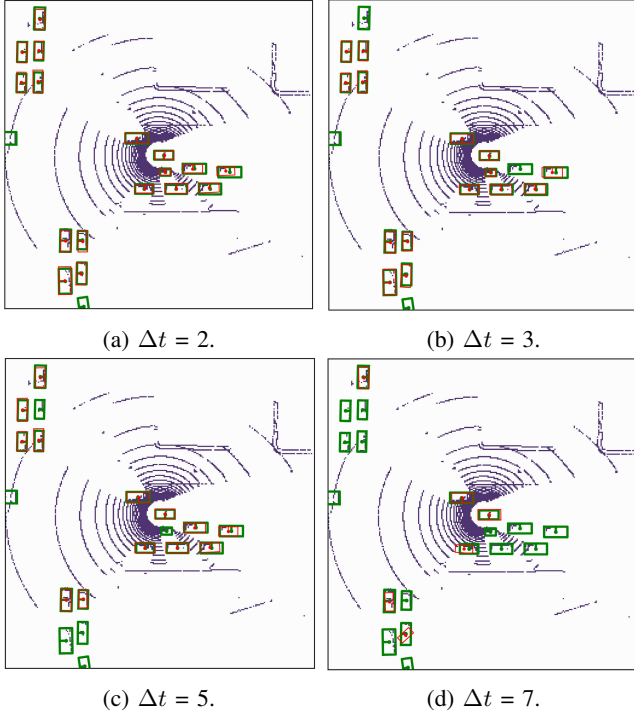 (a) Δt = 2.
(b) Δt = 3.
(c) Δt = 5.
(d) Δt = 7.